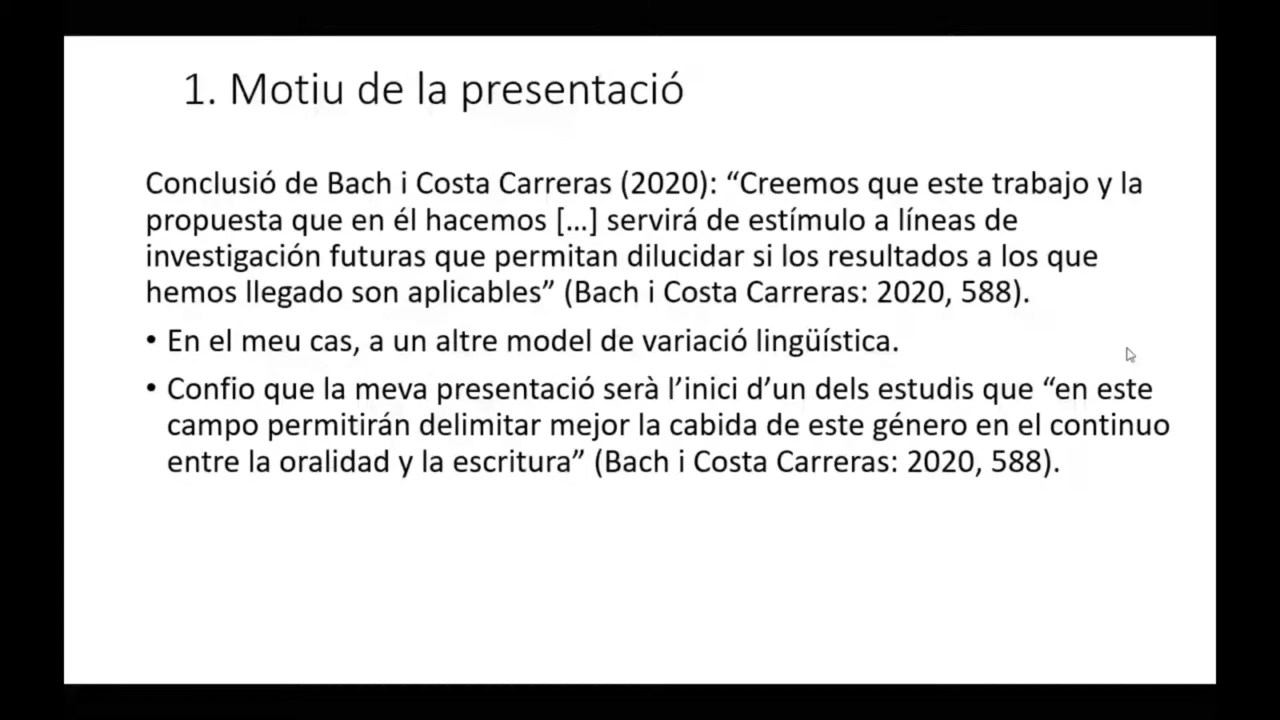 1. Motiu de la presentació
Conclusió de Bach i Costa Carreras (2020): “Creemos que este trabajo y la
propuesta que en él hacemos […] servirá de estímulo a líneas de
investigación futuras que permitan dilucidar si los resultados a los que
hemos llegado son aplicables” (Bach i Costa Carreras: 2020, 588).
• En el meu cas, a un altre model de variació lingüística.
• Confio que la meva presentació serà l’inici d’un dels estudis que “en este
campo permitirán delimitar mejor la cabida de este género en el continuo
entre la oralidad y la escritura” (Bach i Costa Carreras: 2020, 588).